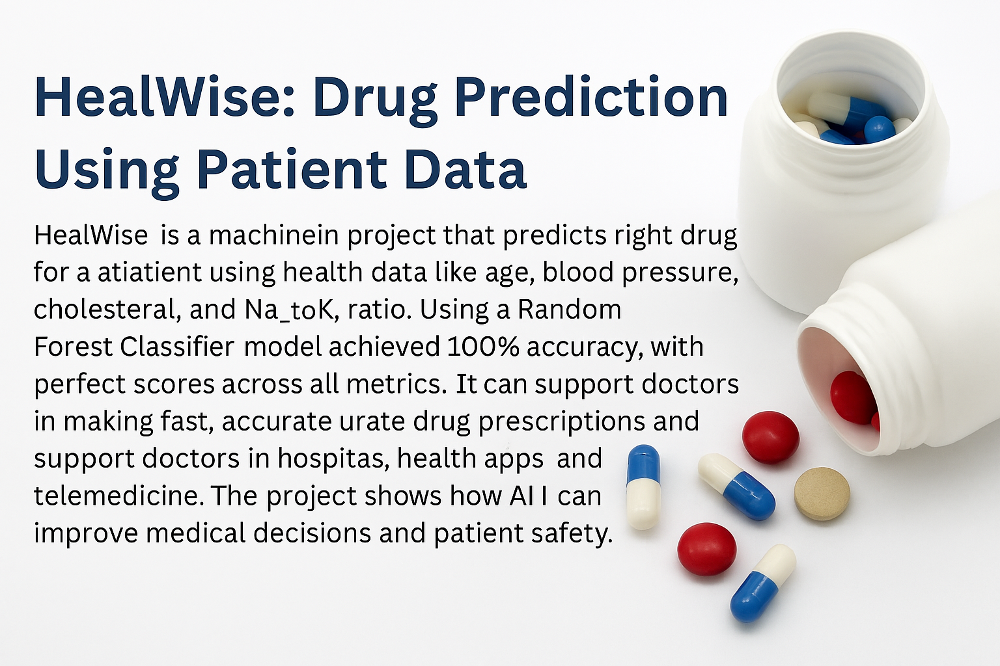 HealWise: Drug Prediction
Using Patient Data
HealWise is a machinein project that predicts right drug
for a atiatient using health data like age, blood pressure,
cholesteral, and Na_toK, ratio. Using a Random
Forest Classifier model achieved 100% accuracy, with
perfect scores across all metrics. It can support doctors
in making fast, accurate urate drug prescriptions and
support doctors in hospitas, health apps and
telemedicine. The project shows how AI I can
improve medical decisions and patient safety.